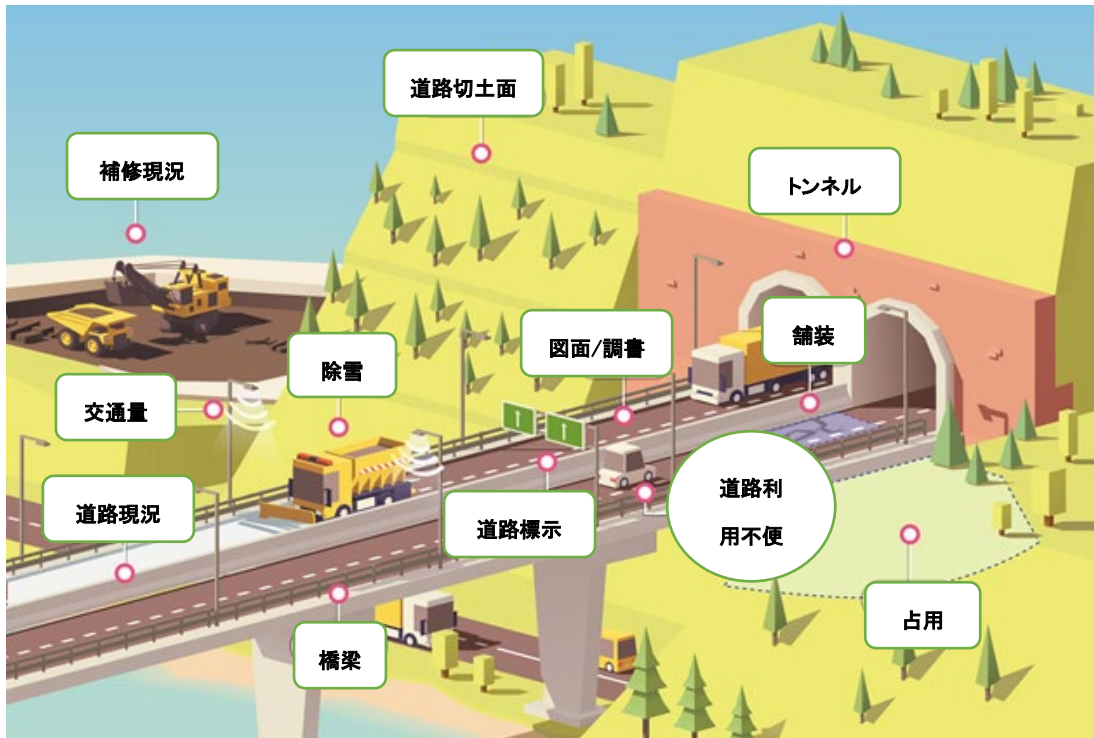 道路切土面
補修現況
トンネル
図面/調書
舗装
除雪
交通量
道路現況
道路標示
道路利
用不便
占用
橋梁